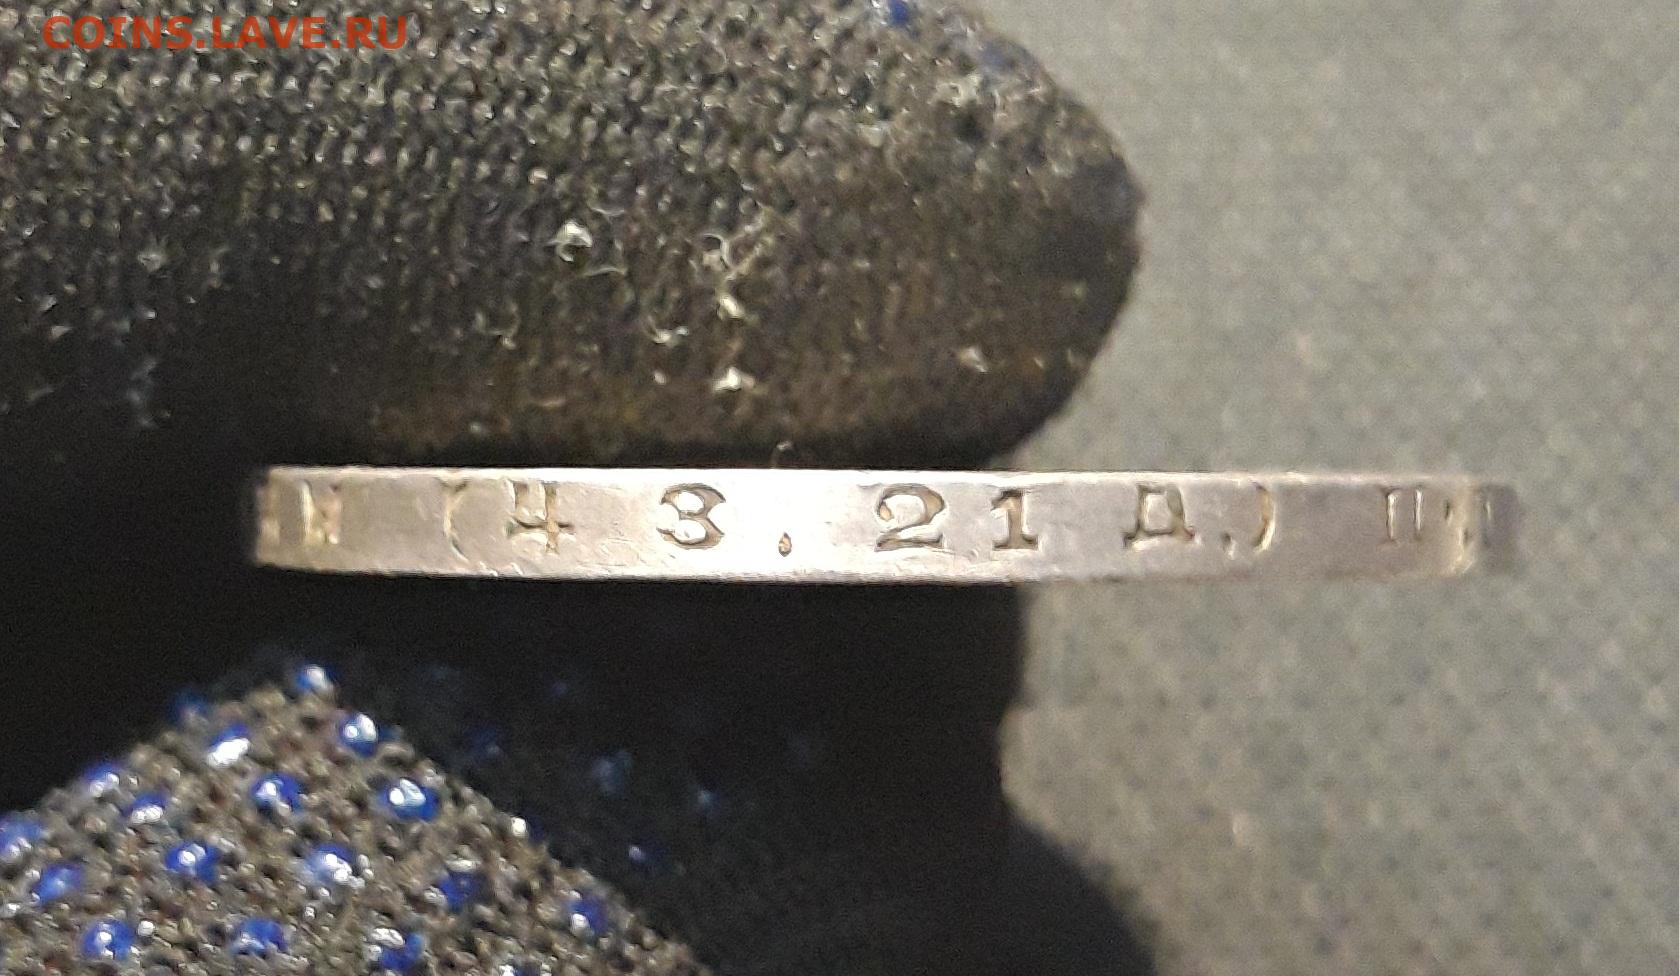 COINS.LAVE.RU
(4 3,21 Д.)